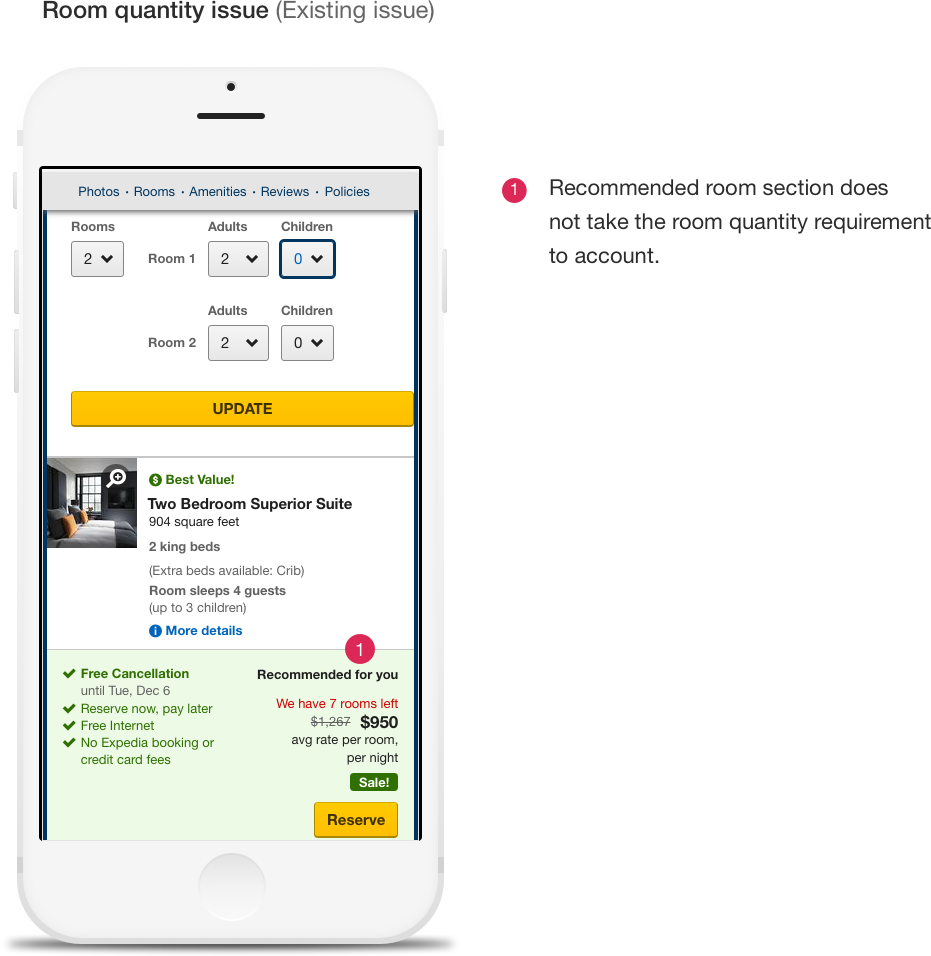 Room quantity issue (Existing issue)
Photos · Rooms · Amenities · Reviews · Policies
Rooms Adults Children
2 Room 1 2 0
Adults Children
Room 2 2 0
UPDATE
$ Best Value!
Two Bedroom Superior Suite
904 square feet
2 king beds
(Extra beds available: Crib)
Room sleeps 4 guests
(up to 3 children)
i More details
1
Free Cancellation
until Tue, Dec 6
Reserve now, pay later
Free Internet
No Expedia booking or
credit card fees
Recommended for you
We have 7 rooms left
$1,267 $950
avg rate per room,
per night
Sale!
Reserve
1 Recommended room section does
not take the room quantity requirement
to account.